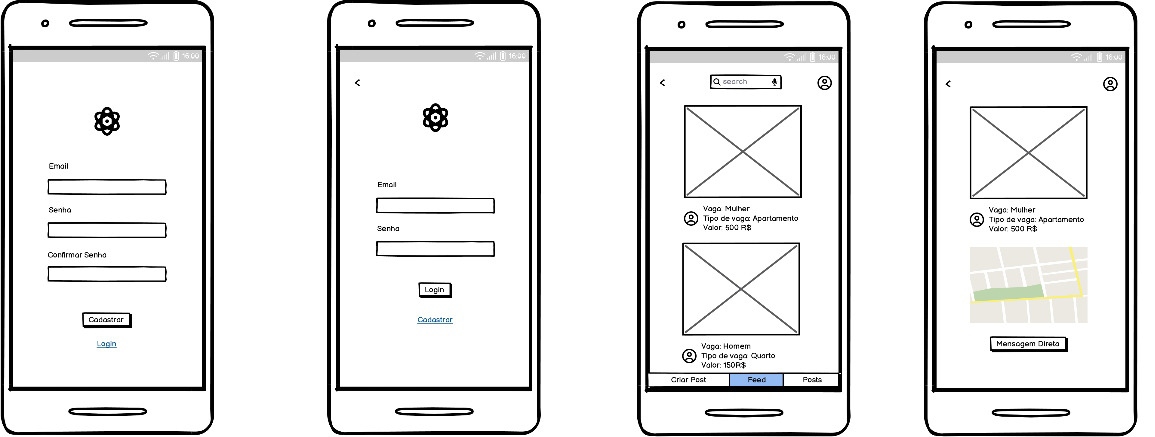 16:00
Email
Senha
Confirmar Senha
Cadastrar
Login
16:00
Email
Senha
Login
Cadastrar
16:00
search
Vaga: Mulher
Tipo de vaga: Apartamento
Valor: 500 R$
Vaga: Homem
Tipo de vaga: Quarto
Valor: 150R$
Criar Post
Feed
Posts
16:00
Vaga: Mulher
Tipo de vaga: Apartamento
Valor: 500 R$
Mensagem Direta